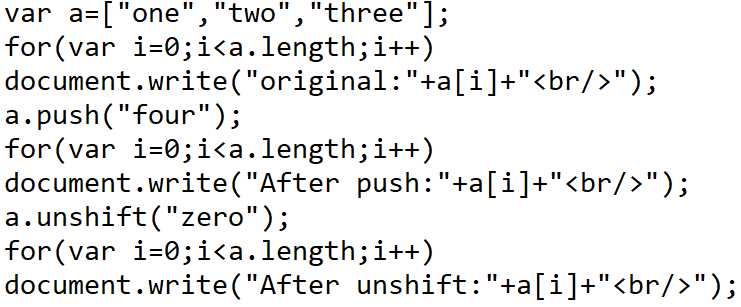 var a=["one","two","three"];
for(var i=0;i<a.length;i++)
document.write("original:"+a[i]+"<br/>");
a.push("four");
for(var i=0;i<a.length;i++)
document.write("After push:"+a[i]+"<br/>");
a.unshift("zero");
for(var i=0;i<a.length;i++)
document.write("After unshift:"+a[i]+"<br/>");